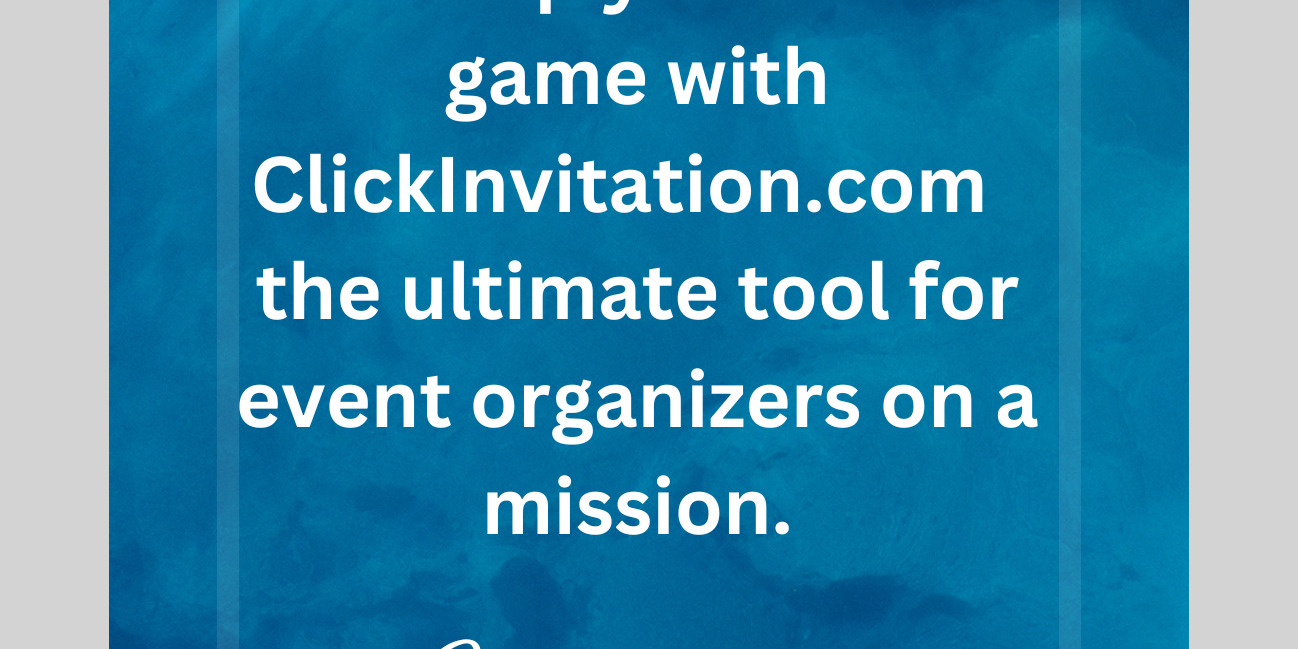 game with
ClickInvitation.com
the ultimate tool for
event organizers on a
mission.